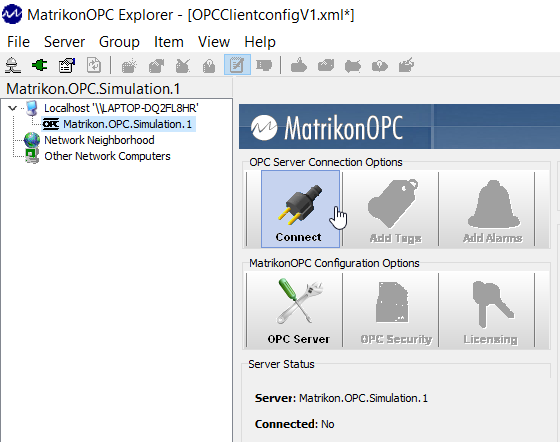 MatrikonOPC Explorer - [OPCClientconfigV1.xml*]
File Server Group Item View Help
Matrikon.OPC.Simulation.1
Localhost '\\LAPTOP-DQ2FL8HR'
OPC Matrikon.OPC.Simulation.1
Network Neighborhood
Other Network Computers
MatrikonOPC
OPC Server Connection Options
Connect Add Tags Add Alarms
MatrikonOPC Configuration Options
OPC Server OPC Security Licensing
Server Status
Server: Matrikon.OPC.Simulation.1
Connected: No